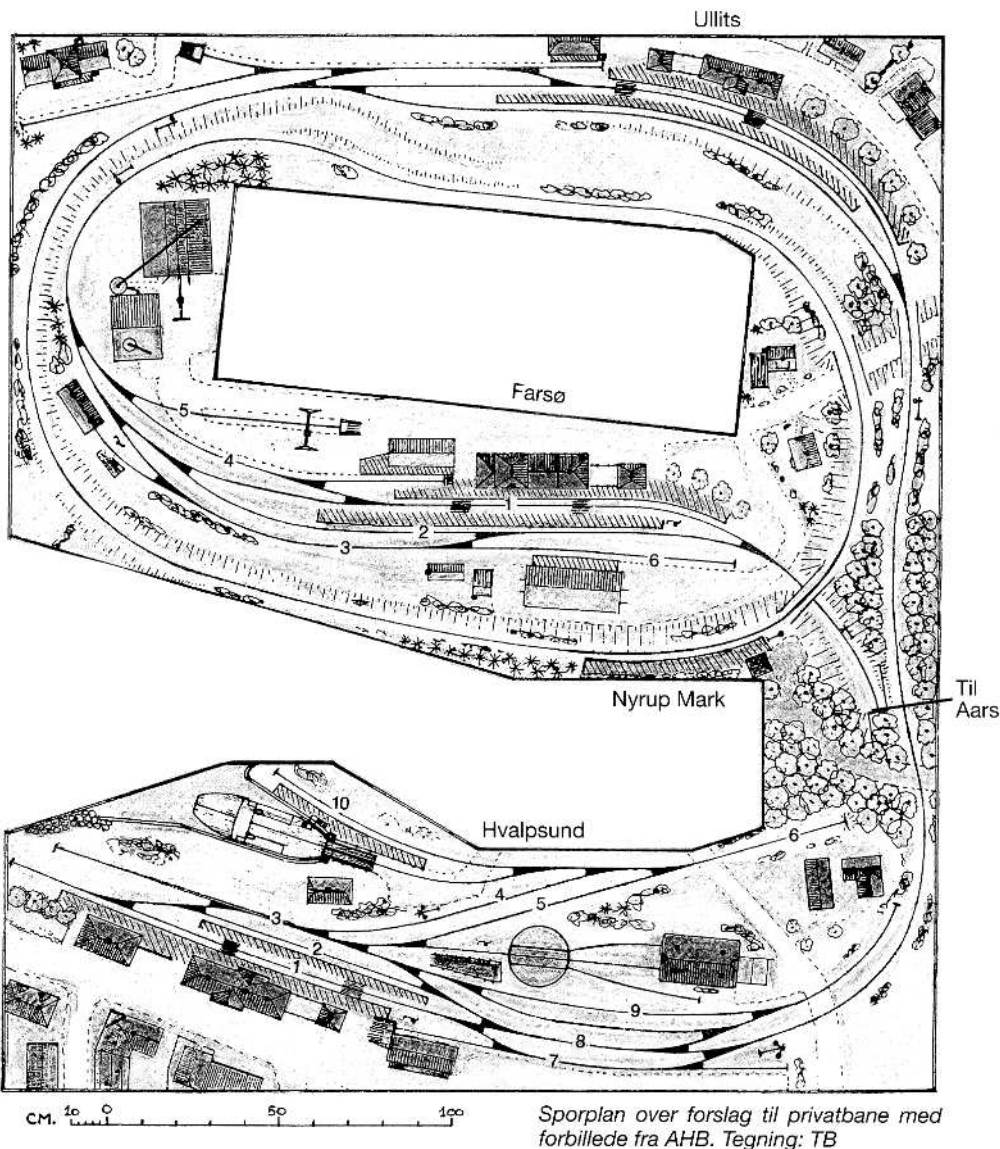 Ullits
Farsø
5
4
1
2
3
6
Nyrup Mark
Til
Aars
10
Hvalpsund
6
4
5
3
2
1
9
8
7
CM. 10 0 50 100
Sporplan over forslag til privatbane med
forbillede fra AHB. Tegning: TB